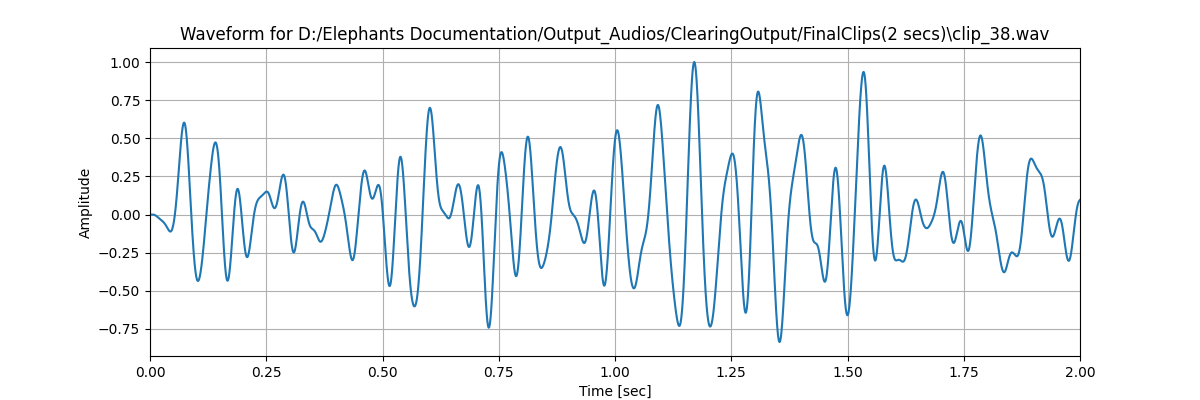 Waveform for D:/Elephants Documentation/Output_Audios/ClearingOutput/FinalClips(2 secs)\clip_38.wav
1.00
0.75
0.50
0.25
0.00
−0.25
−0.50
−0.75
Amplitude
0.00 0.25 0.50 0.75 1.00 1.25 1.50 1.75 2.00
Time [sec]